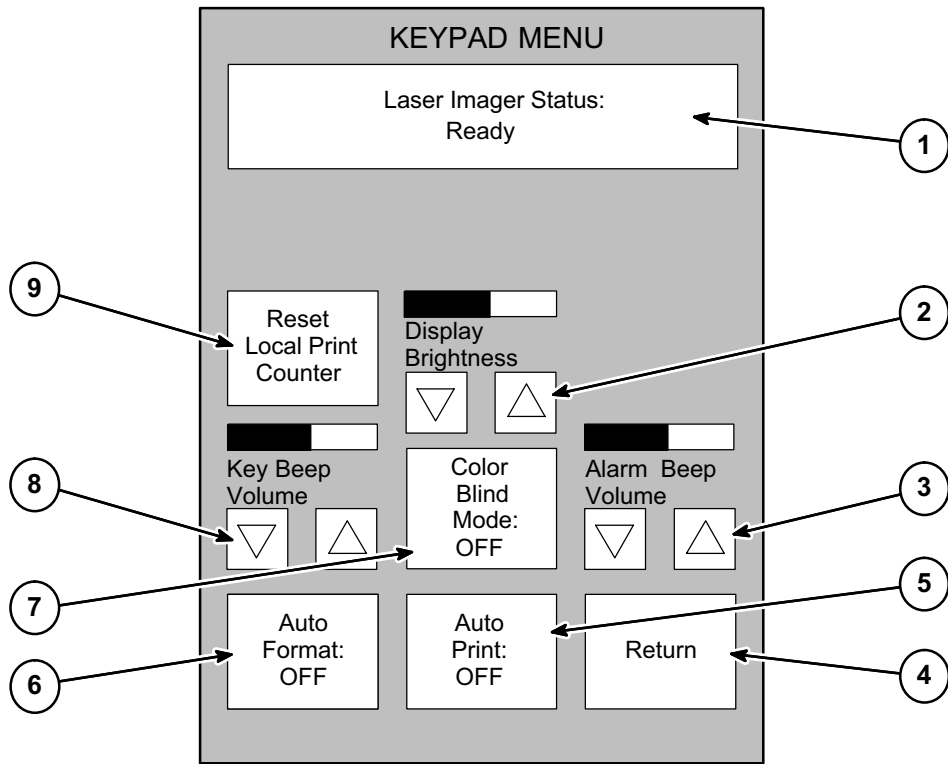 KEYPAD MENU
Laser Imager Status:
Ready
1
9
Reset
Local Print
Counter
Display
Brightness
2
Key Beep
Volume
8
Color
Blind
Mode:
OFF
Alarm Beep
Volume
3
7
5
Auto
Format:
OFF
6
Auto
Print:
OFF
Return
4